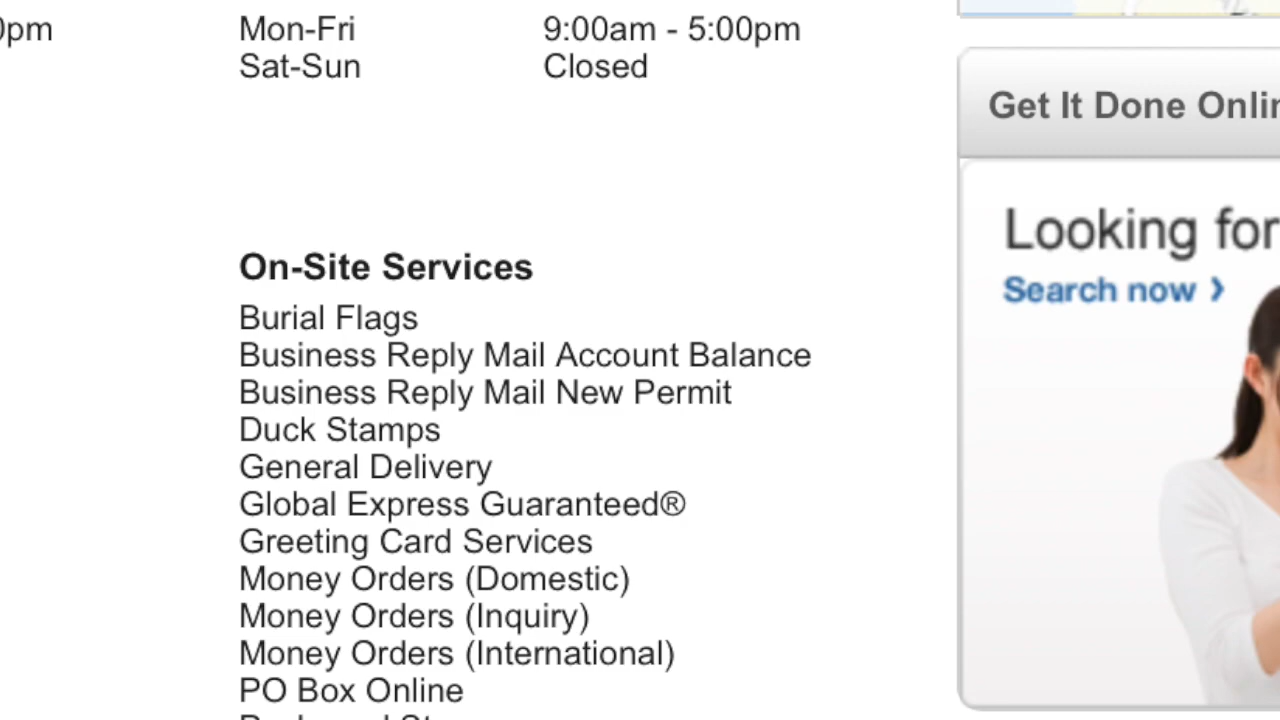 0pm
Mon-Fri 9:00am - 5:00pm
Sat-Sun Closed
On-Site Services
Burial Flags
Business Reply Mail Account Balance
Business Reply Mail New Permit
Duck Stamps
General Delivery
Global Express Guaranteed®
Greeting Card Services
Money Orders (Domestic)
Money Orders (Inquiry)
Money Orders (International)
PO Box Online
Get It Done Onlin
Looking for
Search now ›